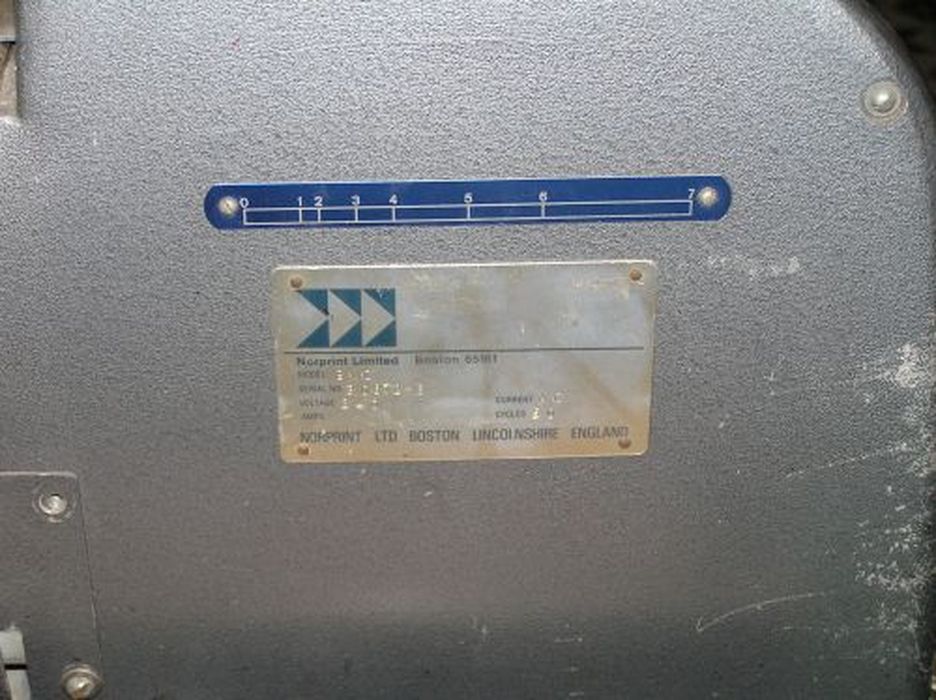 0 1 2 3 4 5 6 7
Norprint Limited Boston 65161
MODEL
SERIAL NO
VOLTAGE CURRENT
AMPS CYCLES
NORPRINT LTD BOSTON LINCOLNSHIRE ENGLAND